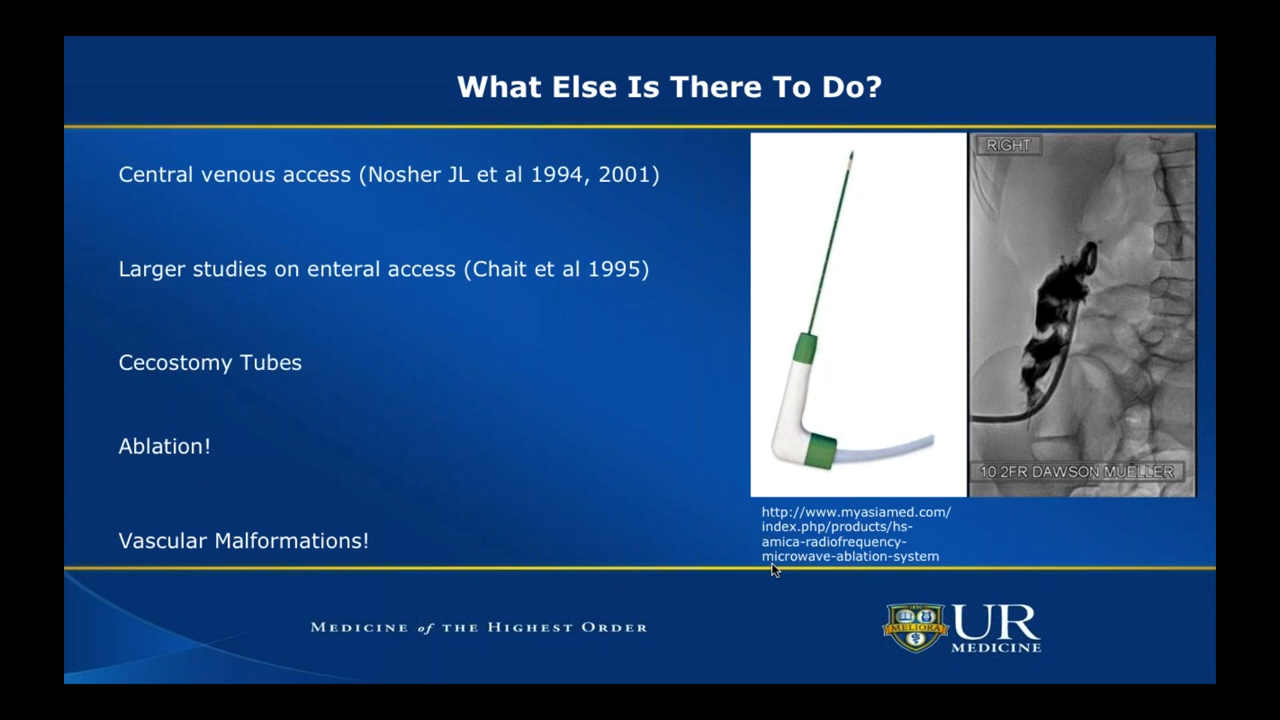 What Else Is There To Do?
Central venous access (Nosher JL et al 1994, 2001)
Larger studies on enteral access (Chait et al 1995)
Cecostomy Tubes
Ablation!
Vascular Malformations!
RIGHT
10.2FR DAWSON MUELLER
http://www.myasiamed.com/
index.php/products/hs-
amica-radiofrequency-
microwave-ablation-system
MEDICINE of THE HIGHEST ORDER
MELIORA
UR
MEDICINE